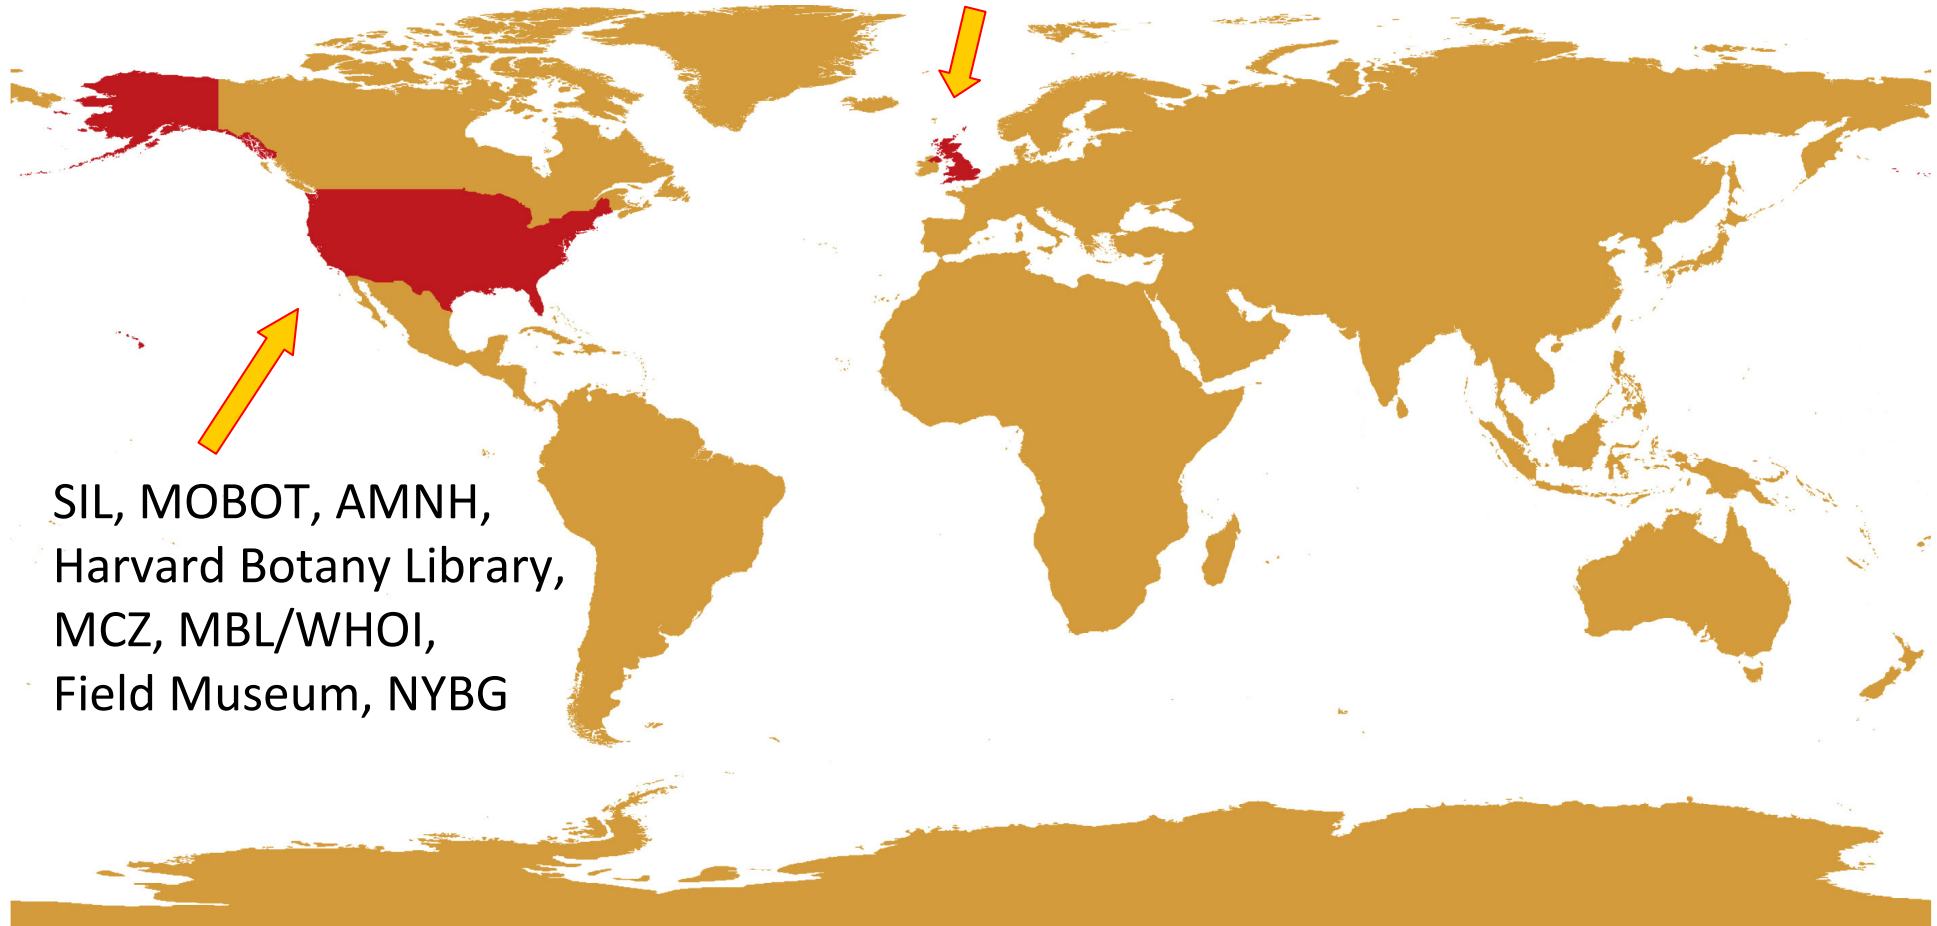 SIL, MOBOT, AMNH,
Harvard Botany Library,
MCZ, MBL/WHOI,
Field Museum, NYBG